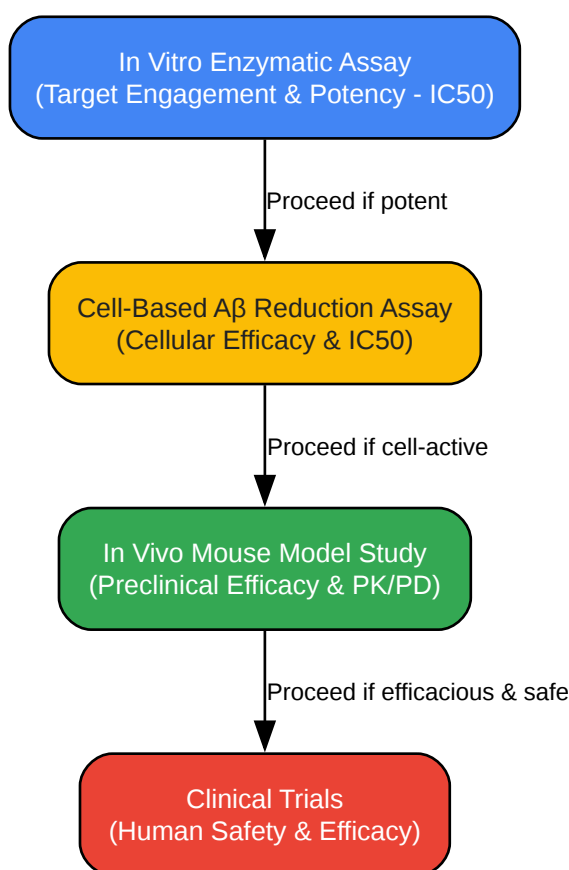 In Vitro Enzymatic Assay
(Target Engagement & Potency - IC50)
Proceed if potent
Cell-Based Aβ Reduction Assay
(Cellular Efficacy & IC50)
Proceed if cell-active
In Vivo Mouse Model Study
(Preclinical Efficacy & PK/PD)
Proceed if efficacious & safe
Clinical Trials
(Human Safety & Efficacy)